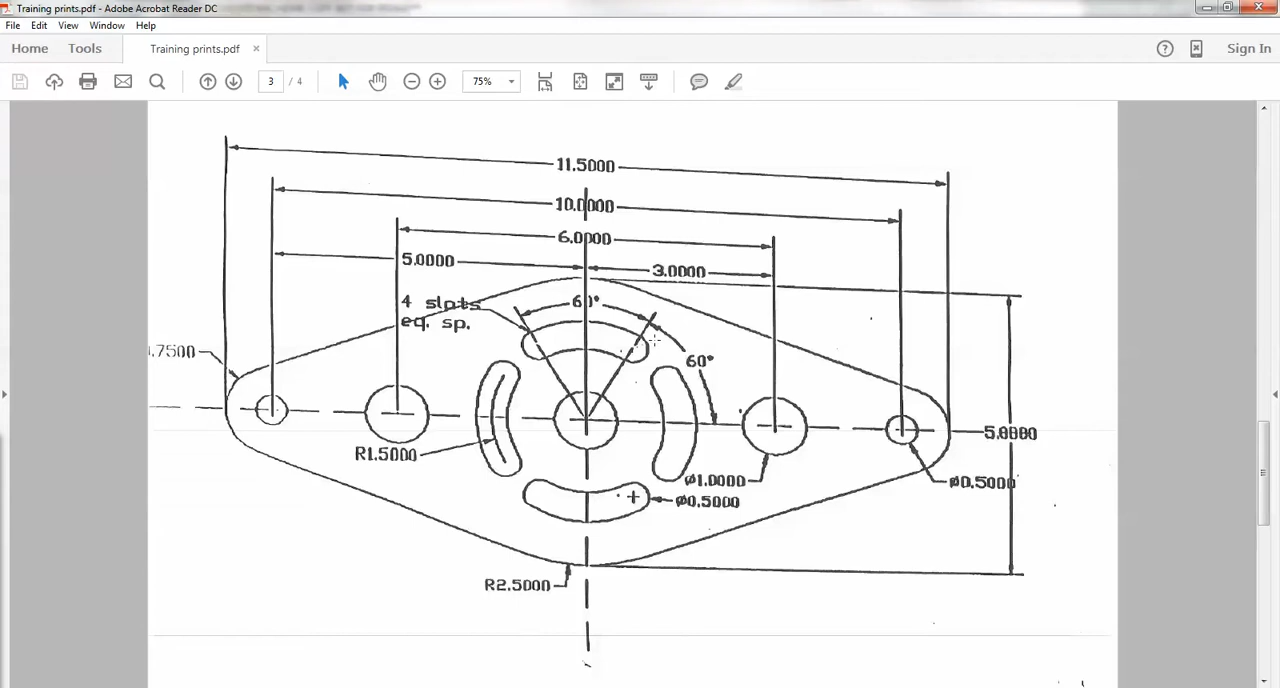 Training prints.pdf - Adobe Acrobat Reader DC
File Edit View Window Help
Home Tools Training prints.pdf × Sign In
3 / 4 75%
11.5000
10.0000
6.0000
5.0000 3.0000
4 slots 60°
eq. sp.
60°
.7500
5.0000
R1.5000
ø1.0000 ø0.5000
ø0.5000
R2.5000